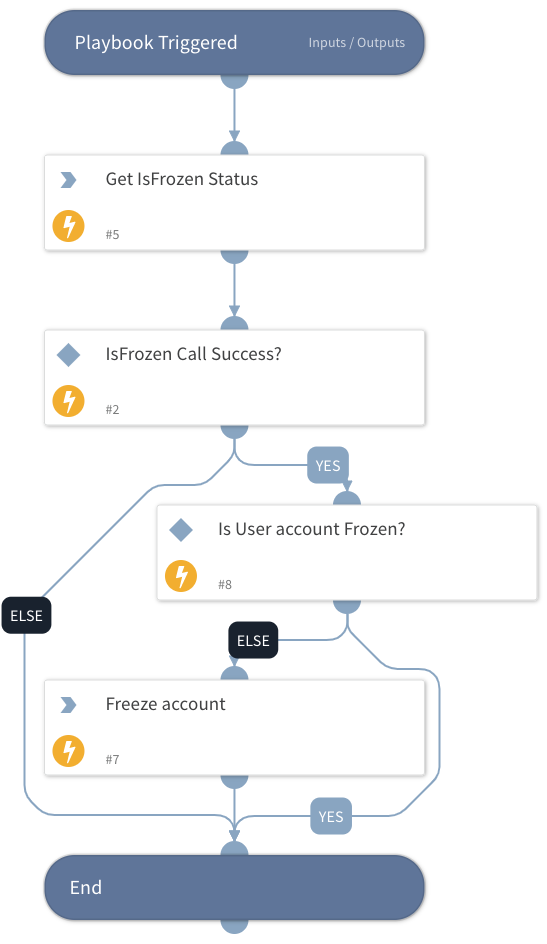 Playbook Triggered
Inputs / Outputs
Get IsFrozen Status
#5
IsFrozen Call Success?
#2
YES
Is User account Frozen?
#8
ELSE
ELSE
Freeze account
#7
YES
End